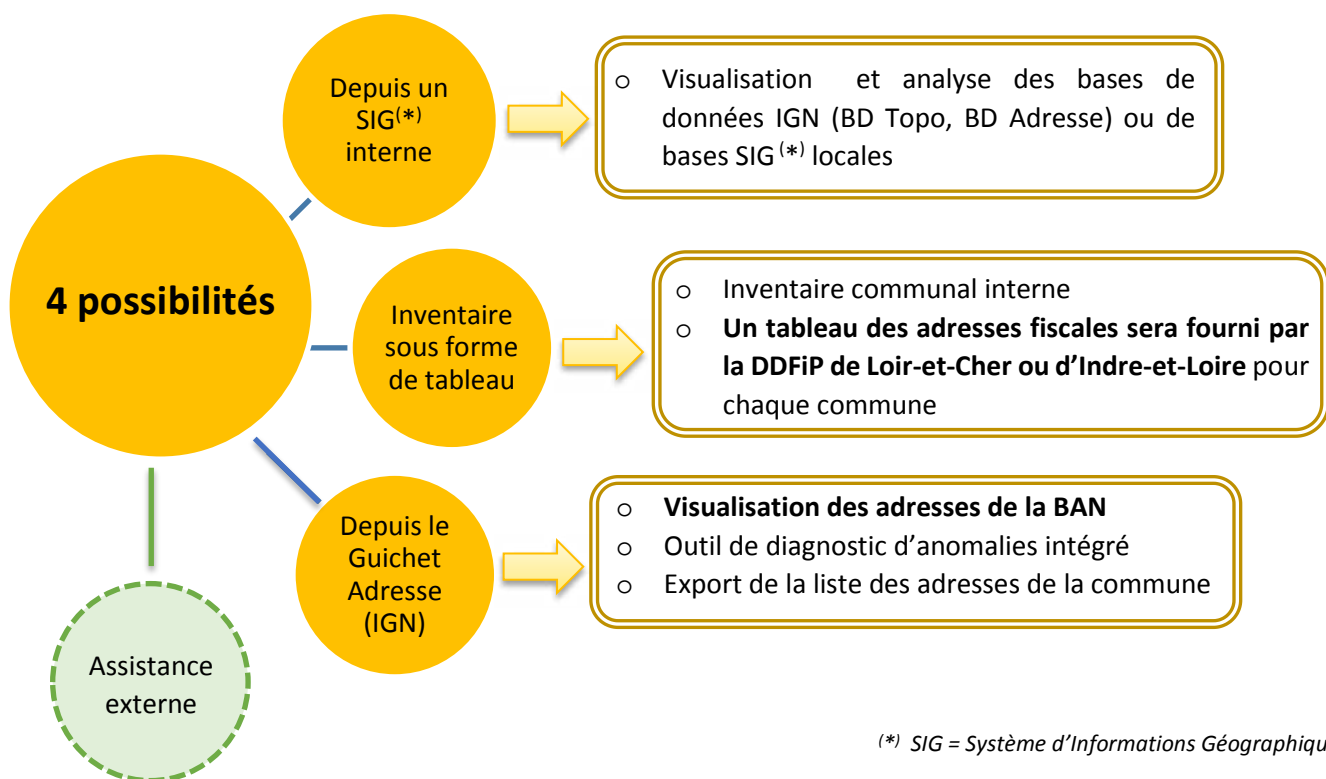 4 possibilités
Depuis un
SIG(*)
interne
o Visualisation et analyse des bases de
données IGN (BD Topo, BD Adresse) ou de
bases SIG (*) locales
Inventaire
sous forme
de tableau
o Inventaire communal interne
o Un tableau des adresses fiscales sera fourni par
la DDFiP de Loir-et-Cher ou d’Indre-et-Loire pour
chaque commune
Depuis le
Guichet
Adresse
(IGN)
o Visualisation des adresses de la BAN
o Outil de diagnostic d’anomalies intégré
o Export de la liste des adresses de la commune
Assistance
externe
(*) SIG = Système d’Informations Géographiqu